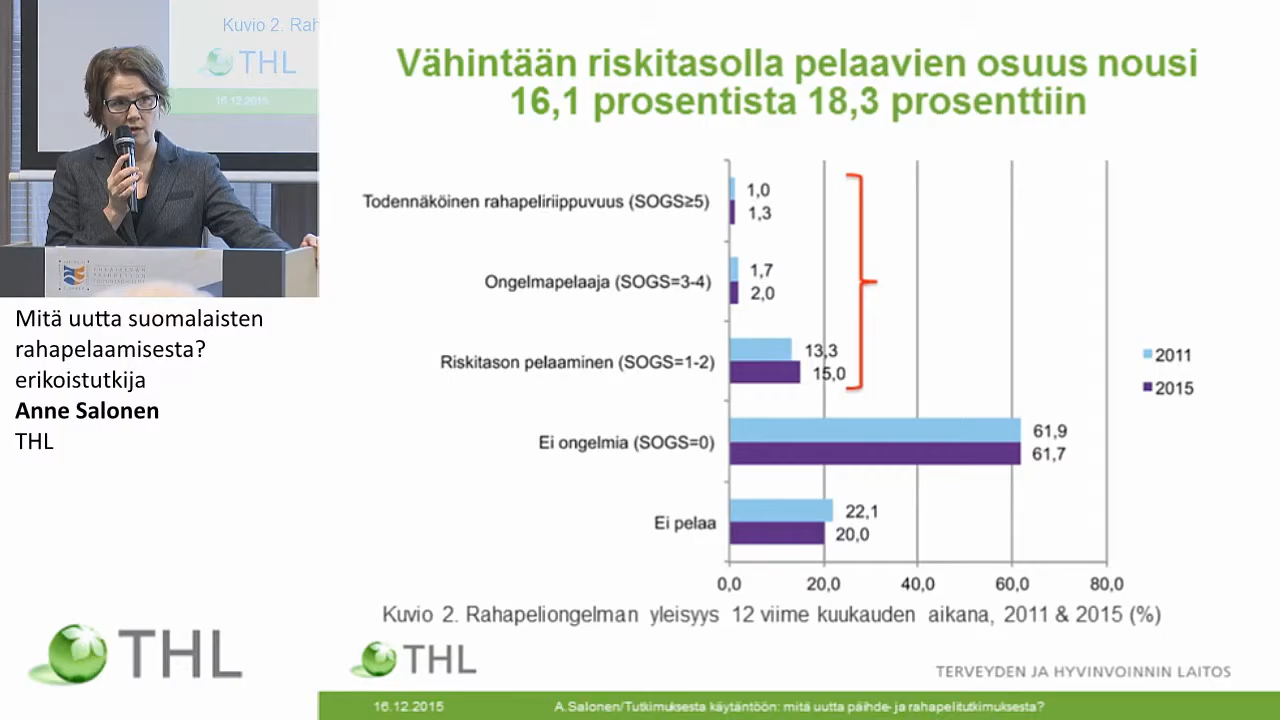 Kuvio 2. Rah
THL
16.12.2015
Mitä uutta suomalaisten
rahapelaamisesta?
erikoistutkija
Anne Salonen
THL
THL
Vähintään riskitasolla pelaavien osuus nousi
16,1 prosentista 18,3 prosenttiin
Todennäköinen rahapeliriippuvuus (SOGS≥5)
1,0
1,3
Ongelmapelaaja (SOGS=3-4)
1,7
2,0
Riskitason pelaaminen (SOGS=1-2)
13,3
15,0
2011
2015
Ei ongelmia (SOGS=0)
61,9
61,7
Ei pelaa
22,1
20,0
0,0 20,0 40,0 60,0 80,0
Kuvio 2. Rahapeliongelman yleisyys 12 viime kuukauden aikana, 2011 & 2015 (%)
THL
TERVEYDEN JA HYVINVOINNIN LAITOS
16.12.2015 A.Salonen/Tutkimuksesta käytäntöön: mitä uutta päihde- ja rahapelitutkimuksesta?